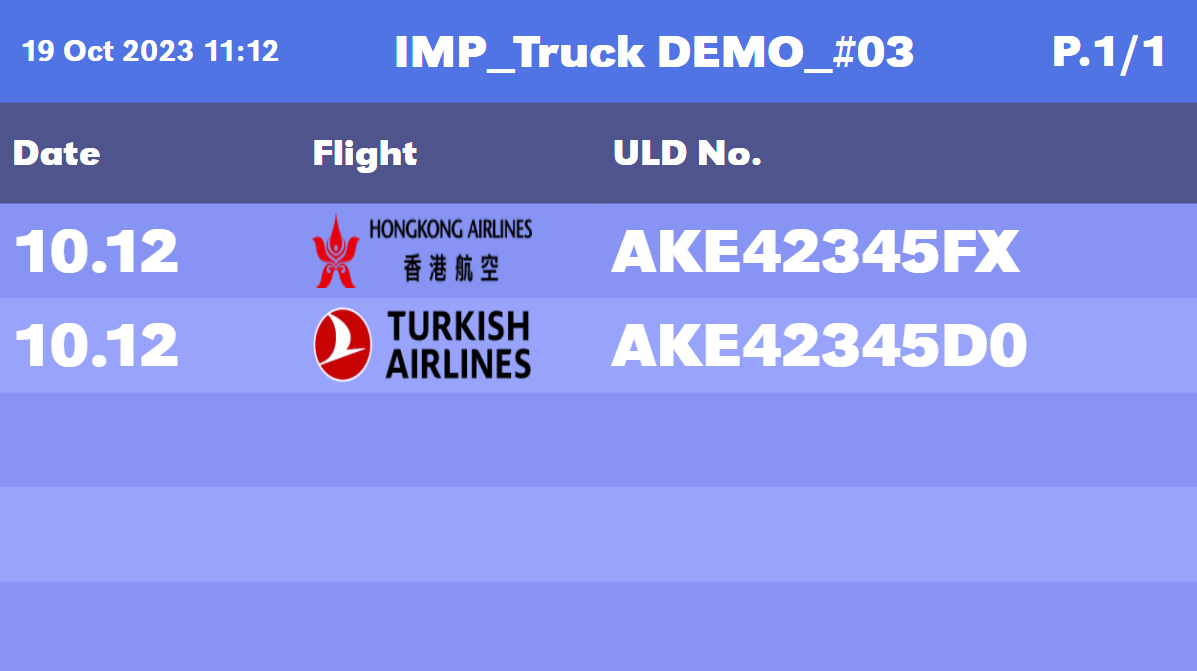 19 Oct 2023 11:12 IMP_Truck DEMO_#03 P.1/1
Date Flight ULD No.
10.12 HONGKONG AIRLINES 香港航空 AKE42345FX
10.12 TURKISH AIRLINES AKE42345D0